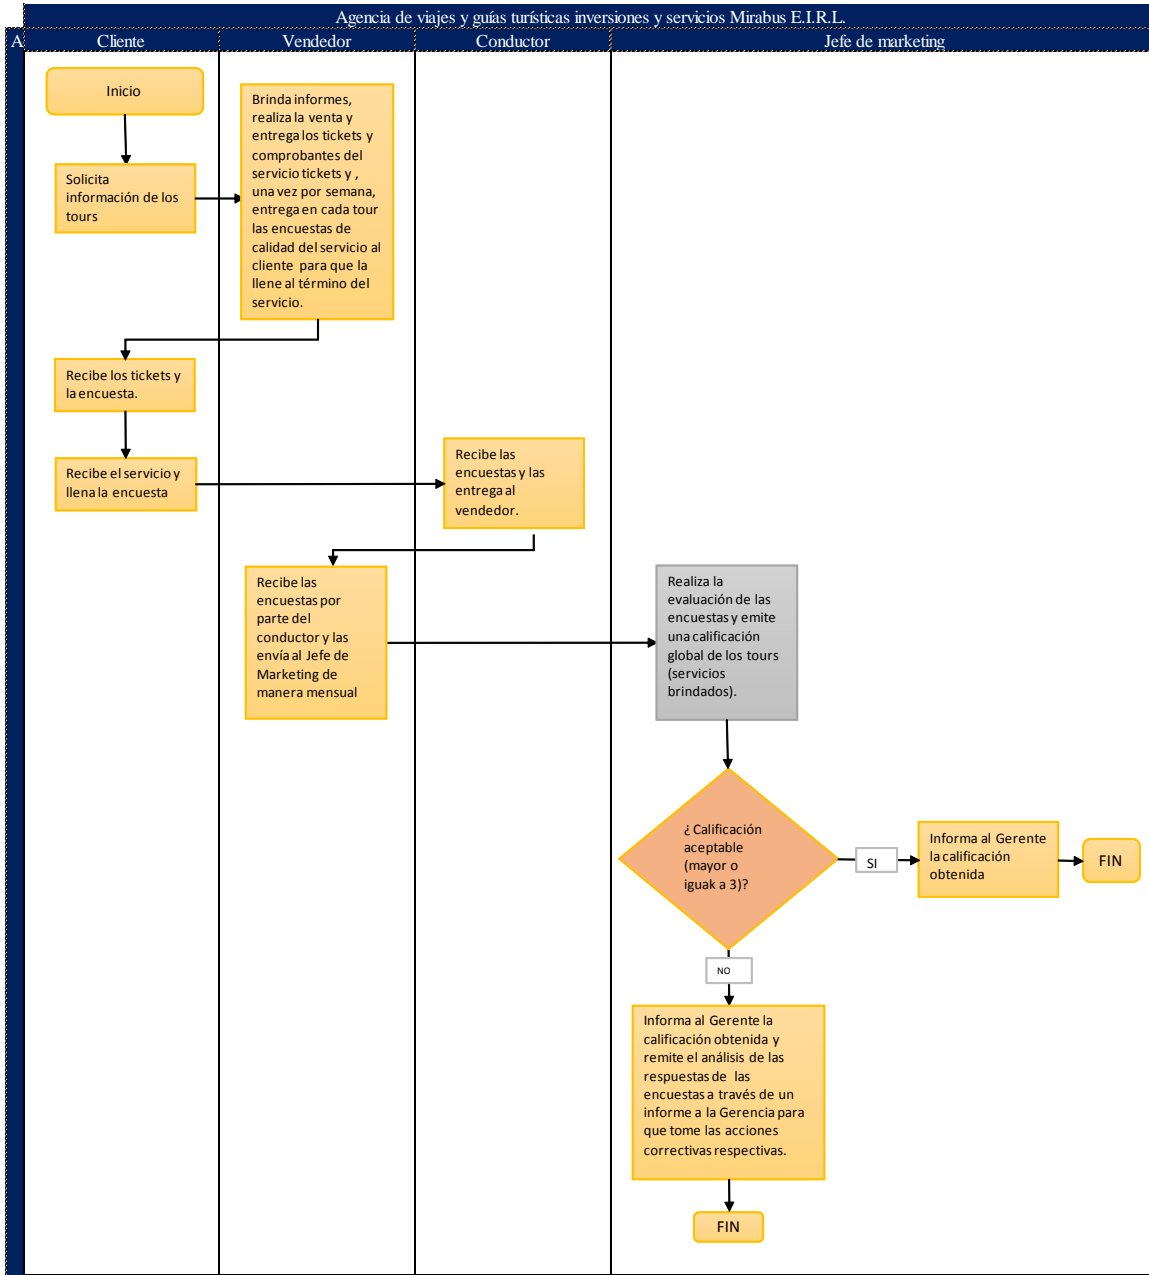 Agencia de viajes y guías turísticas inversiones y servicios Mirabus E.I.R.L.
A
Cliente
Vendedor
Conductor
Jefe de marketing
Inicio
Solicita
información de los
tours
Brinda informes,
realiza la venta y
entrega los tickets y
comprobantes del
servicio tickets y ,
una vez por semana,
entrega en cada tour
las encuestas de
calidad del servicio al
cliente para que la
llene al término del
servicio.
Recibe los tickets y
la encuesta.
Recibe el servicio y
llena la encuesta
Recibe las
encuestas y las
entrega al
vendedor.
Recibe las
encuestas por
parte del
conductor y las
envía al Jefe de
Marketing de
manera mensual
Realiza la
evaluación de las
encuestas y emite
una calificación
global de los tours
(servicios
brindados).
¿ Calificación
aceptable
(mayor o
iguak a 3)?
SI
Informa al Gerente
la calificación
obtenida
FIN
NO
Informa al Gerente la
calificación obtenida y
remite el análisis de las
respuestas de las
encuestas a través de un
informe a la Gerencia para
que tome las acciones
correctivas respectivas.
FIN